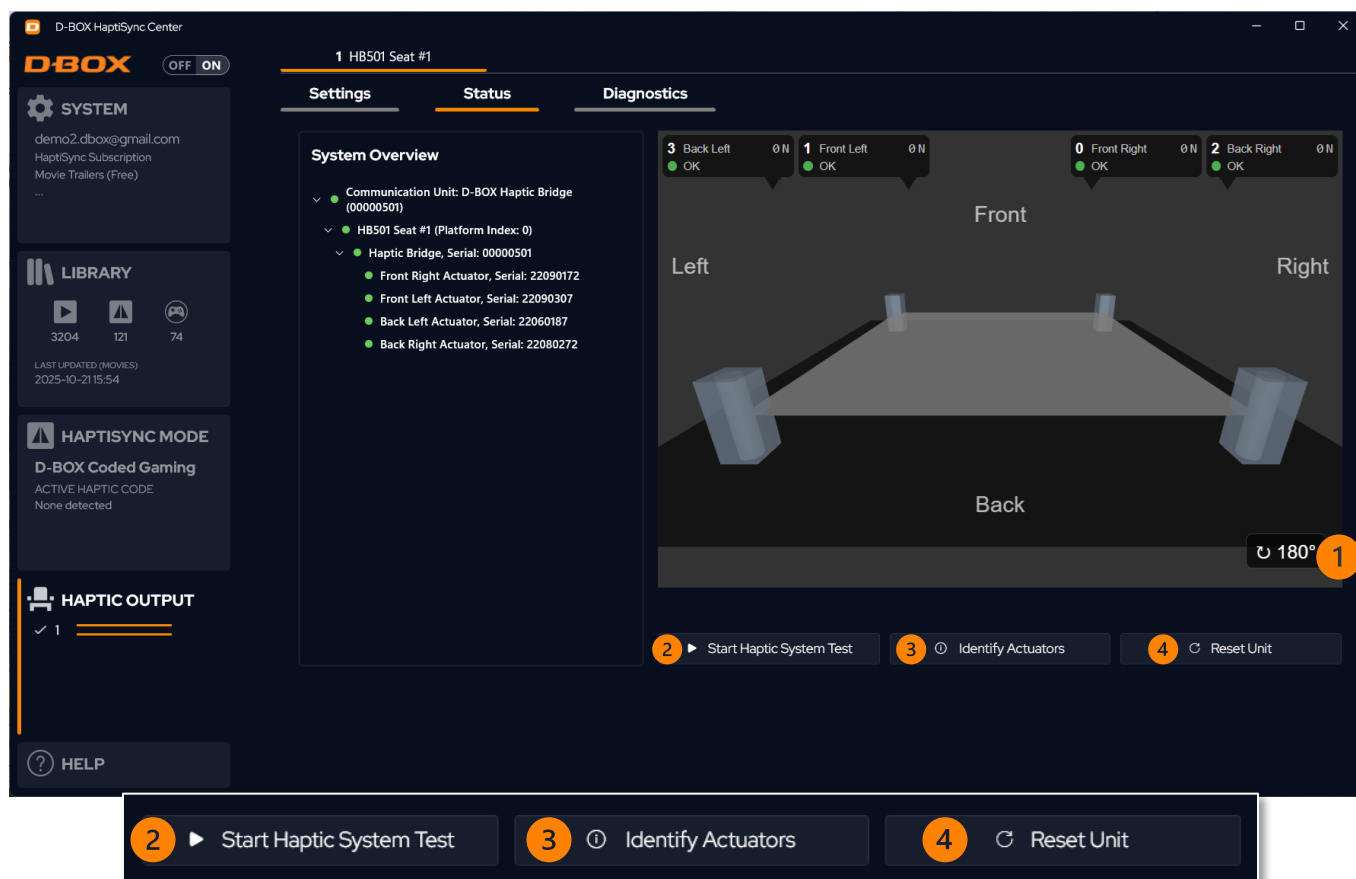 D-BOX HaptiSync Center
D-BOX
OFF ON
1 HB501 Seat #1
Settings Status Diagnostics
SYSTEM
demo2.dbox@gmail.com
HaptiSync Subscription
Movie Trailers (Free)
...
LIBRARY
3204 121 74
LAST UPDATED (MOVIES)
2025-10-21 15:54
HAPTISYNC MODE
D-BOX Coded Gaming
ACTIVE HAPTIC CODE
None detected
HAPTIC OUTPUT
1
HELP
System Overview
Communication Unit: D-BOX Haptic Bridge
(00000501)
HB501 Seat #1 (Platform Index: 0)
Haptic Bridge, Serial: 00000501
Front Right Actuator, Serial: 22090172
Front Left Actuator, Serial: 22090307
Back Left Actuator, Serial: 22060187
Back Right Actuator, Serial: 22080272
3 Back Left 0 N
OK
1 Front Left 0 N
OK
0 Front Right 0 N
OK
2 Back Right 0 N
OK
Front
Left Right
Back
180° 1
2 Start Haptic System Test 3 Identify Actuators 4 Reset Unit
2 Start Haptic System Test 3 Identify Actuators 4 Reset Unit